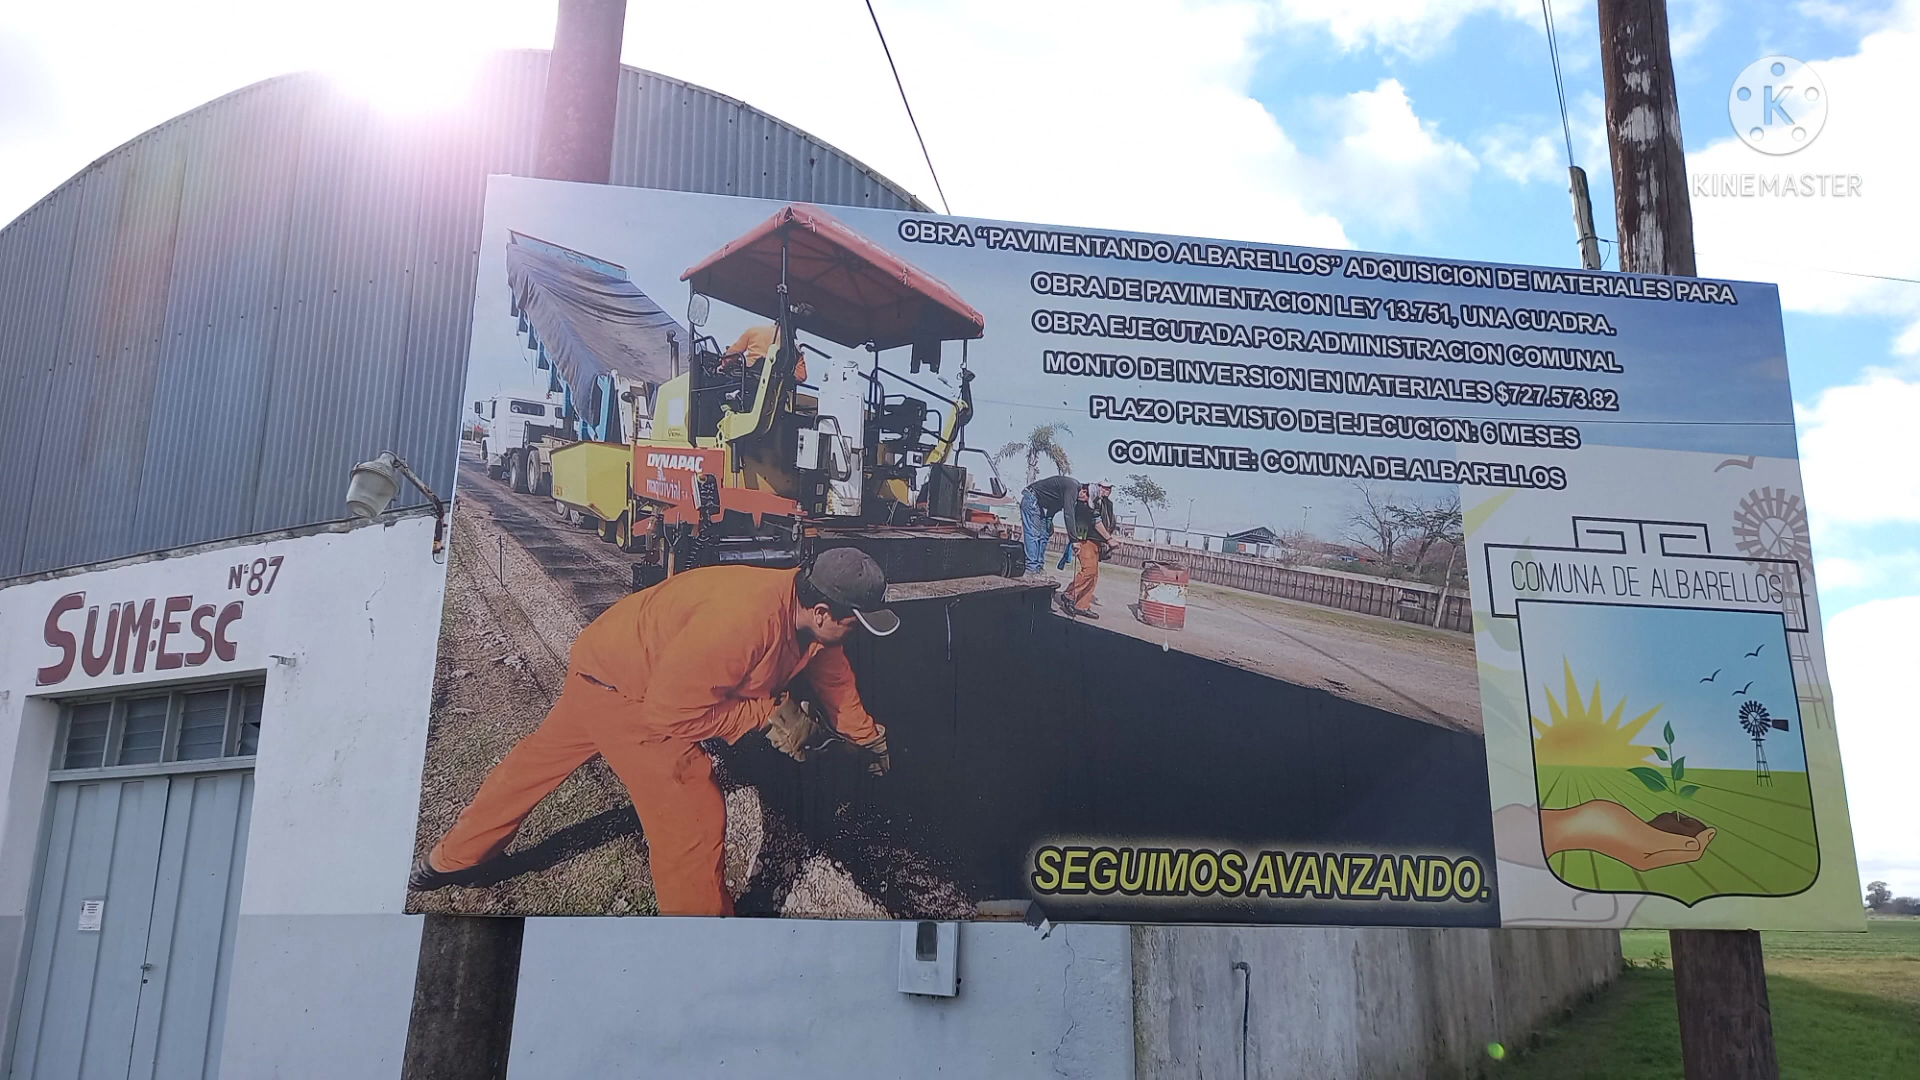 KINEMASTER
OBRA “PAVIMENTANDO ALBARELLOS” ADQUISICION DE MATERIALES PARA
OBRA DE PAVIMENTACION LEY 13.751, UNA CUADRA.
OBRA EJECUTADA POR ADMINISTRACION COMUNAL
MONTO DE INVERSION EN MATERIALES $727.573.82
PLAZO PREVISTO DE EJECUCION: 6 MESES
COMITENTE: COMUNA DE ALBARELLOS
DYNAPAC
COMUNA DE ALBARELLOS
SEGUIMOS AVANZANDO.
SUM:ESC Nº87